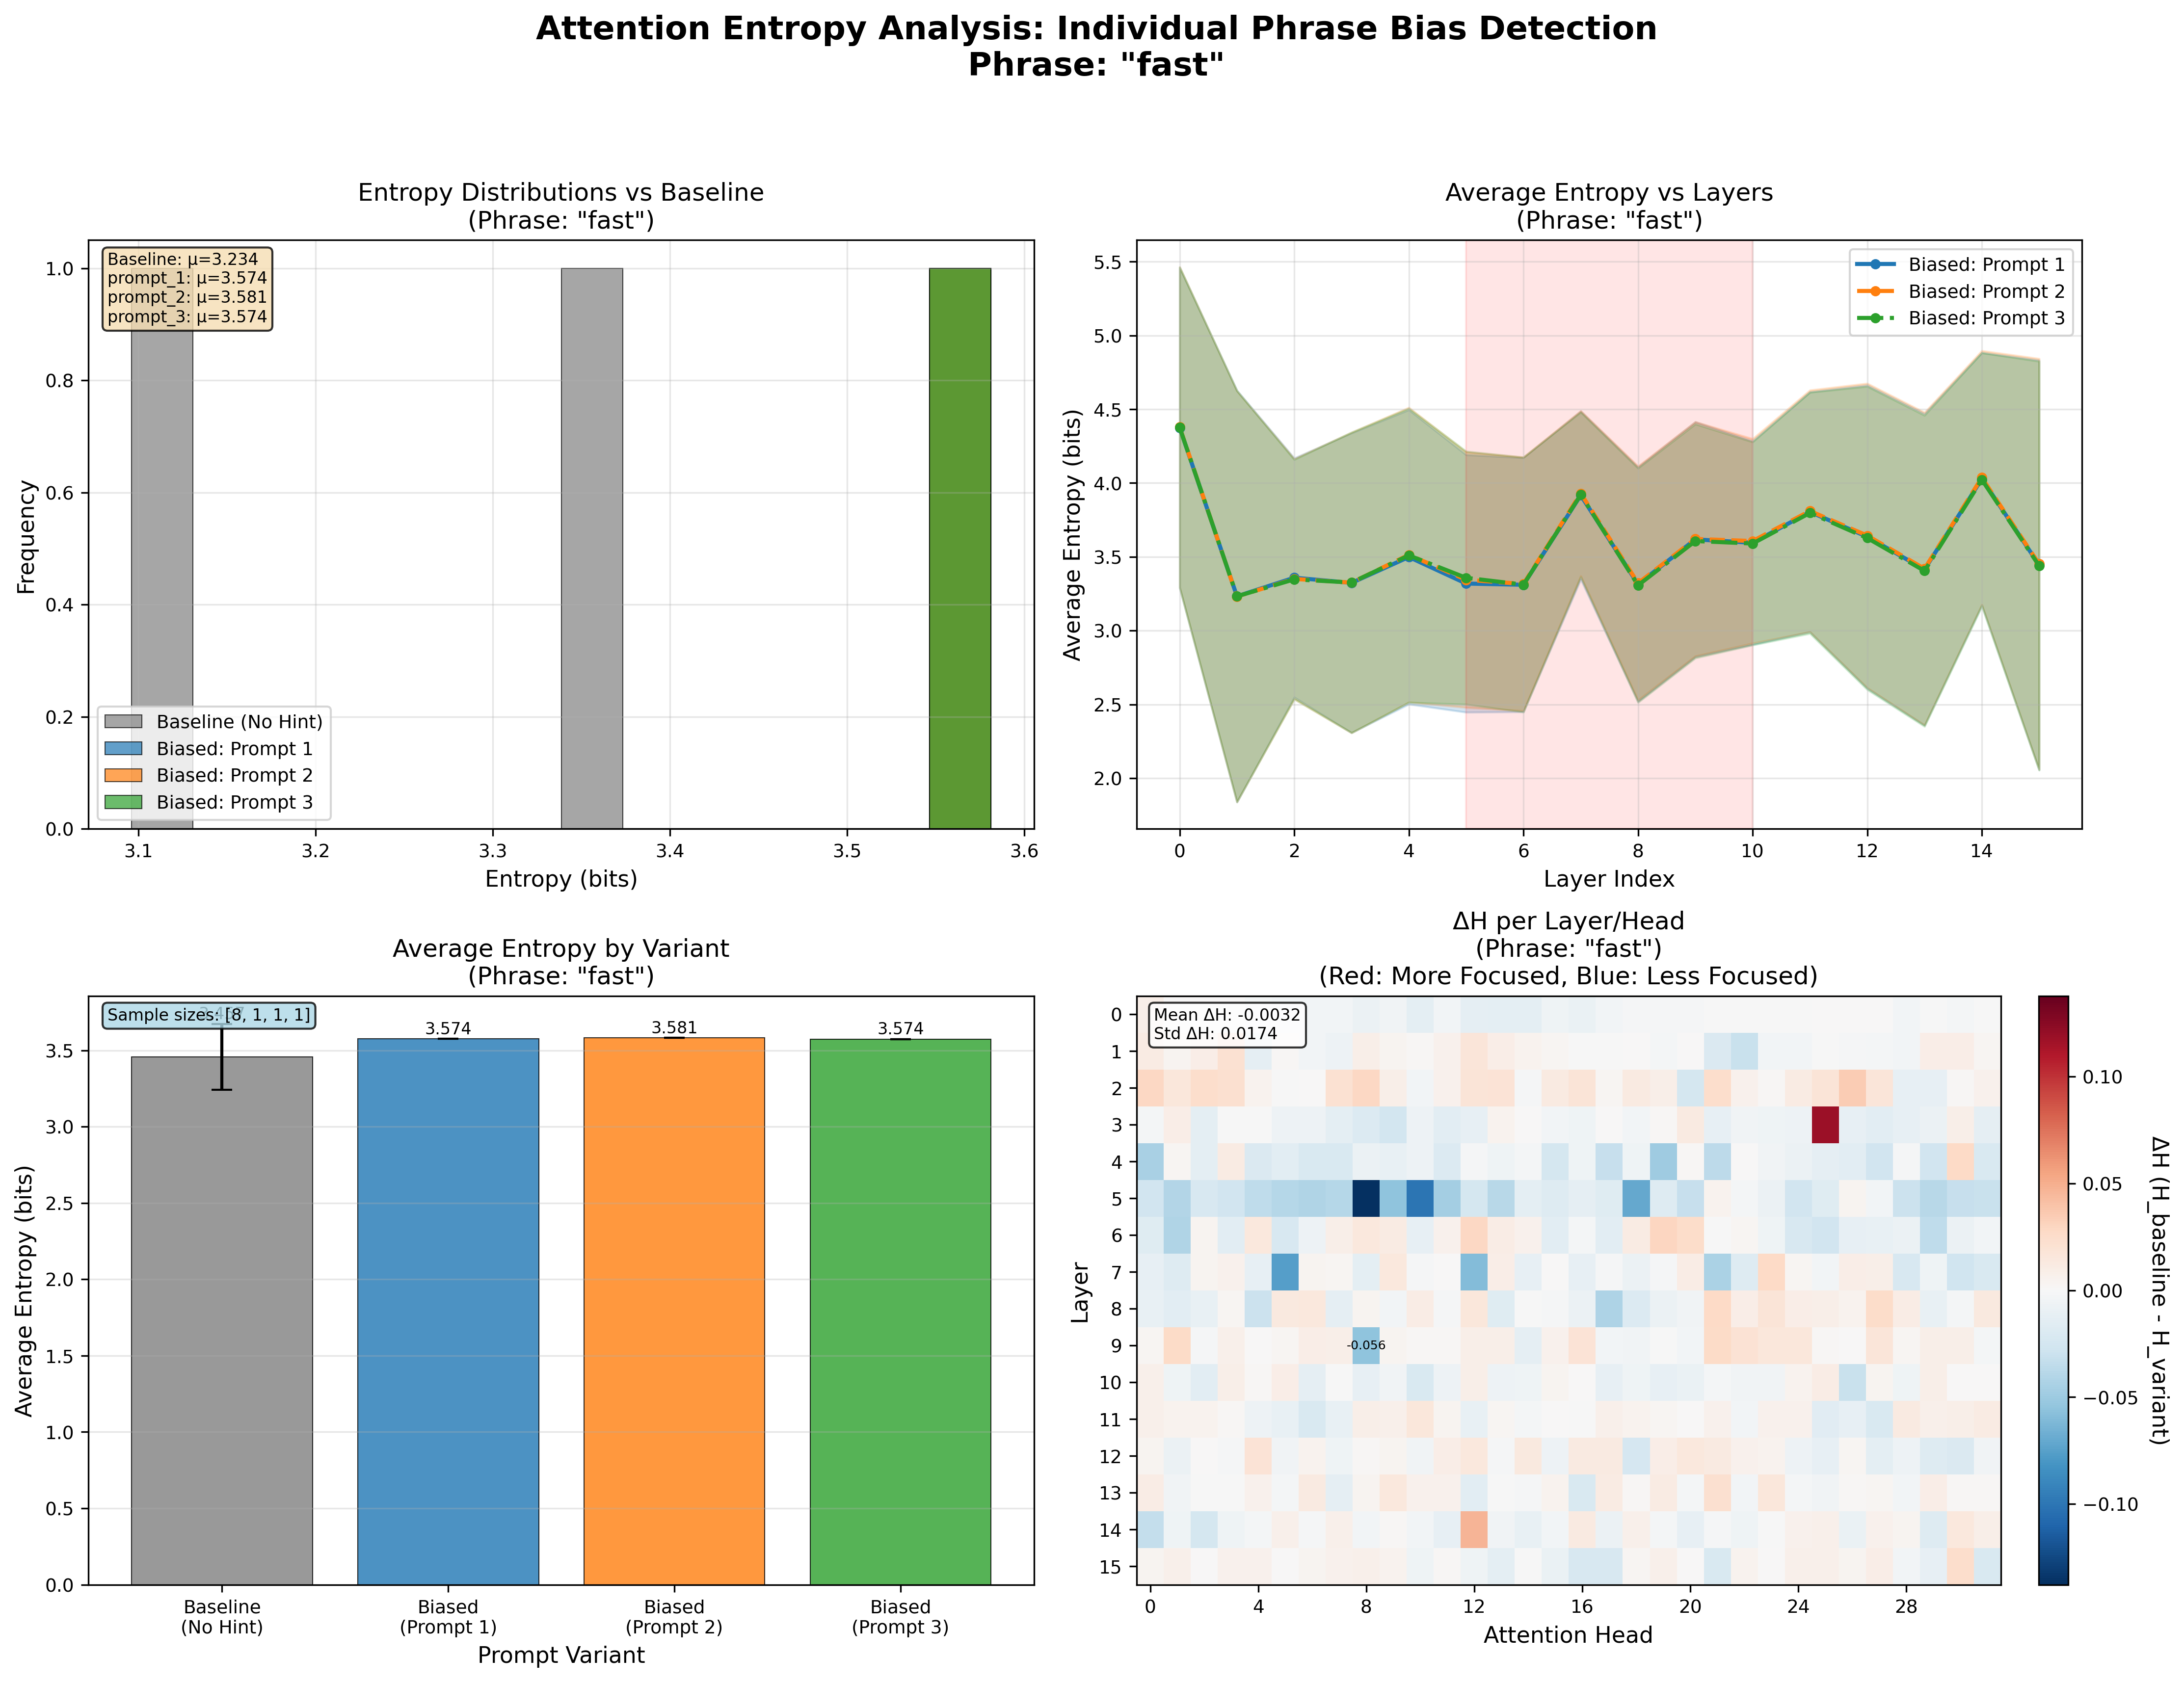 Attention Entropy Analysis: Individual Phrase Bias Detection
Phrase: "fast"
Entropy Distributions vs Baseline
(Phrase: "fast")
Baseline: μ=3.234
prompt_1: μ=3.574
prompt_2: μ=3.581
prompt_3: μ=3.574
1.0
0.8
0.6
0.4
0.2
0.0
Frequency
Baseline (No Hint)
Biased: Prompt 1
Biased: Prompt 2
Biased: Prompt 3
3.1 3.2 3.3 3.4 3.5 3.6
Entropy (bits)
Average Entropy vs Layers
(Phrase: "fast")
Biased: Prompt 1
Biased: Prompt 2
Biased: Prompt 3
5.5
5.0
4.5
4.0
3.5
3.0
2.5
2.0
Average Entropy (bits)
0 2 4 6 8 10 12 14
Layer Index
Average Entropy by Variant
(Phrase: "fast")
Sample sizes: [8, 1, 1, 1]
3.574 3.581 3.574
3.5
3.0
2.5
2.0
1.5
1.0
0.5
0.0
Average Entropy (bits)
Baseline
(No Hint)
Biased
(Prompt 1)
Biased
(Prompt 2)
Biased
(Prompt 3)
Prompt Variant
ΔH per Layer/Head
(Phrase: "fast")
(Red: More Focused, Blue: Less Focused)
Mean ΔH: -0.0032
Std ΔH: 0.0174
0
1
2
3
4
5
6
7
8
9
10
11
12
13
14
15
Layer
-0.056
0 4 8 12 16 20 24 28
Attention Head
0.10
0.05
0.00
−0.05
−0.10
ΔH (H_baseline - H_variant)